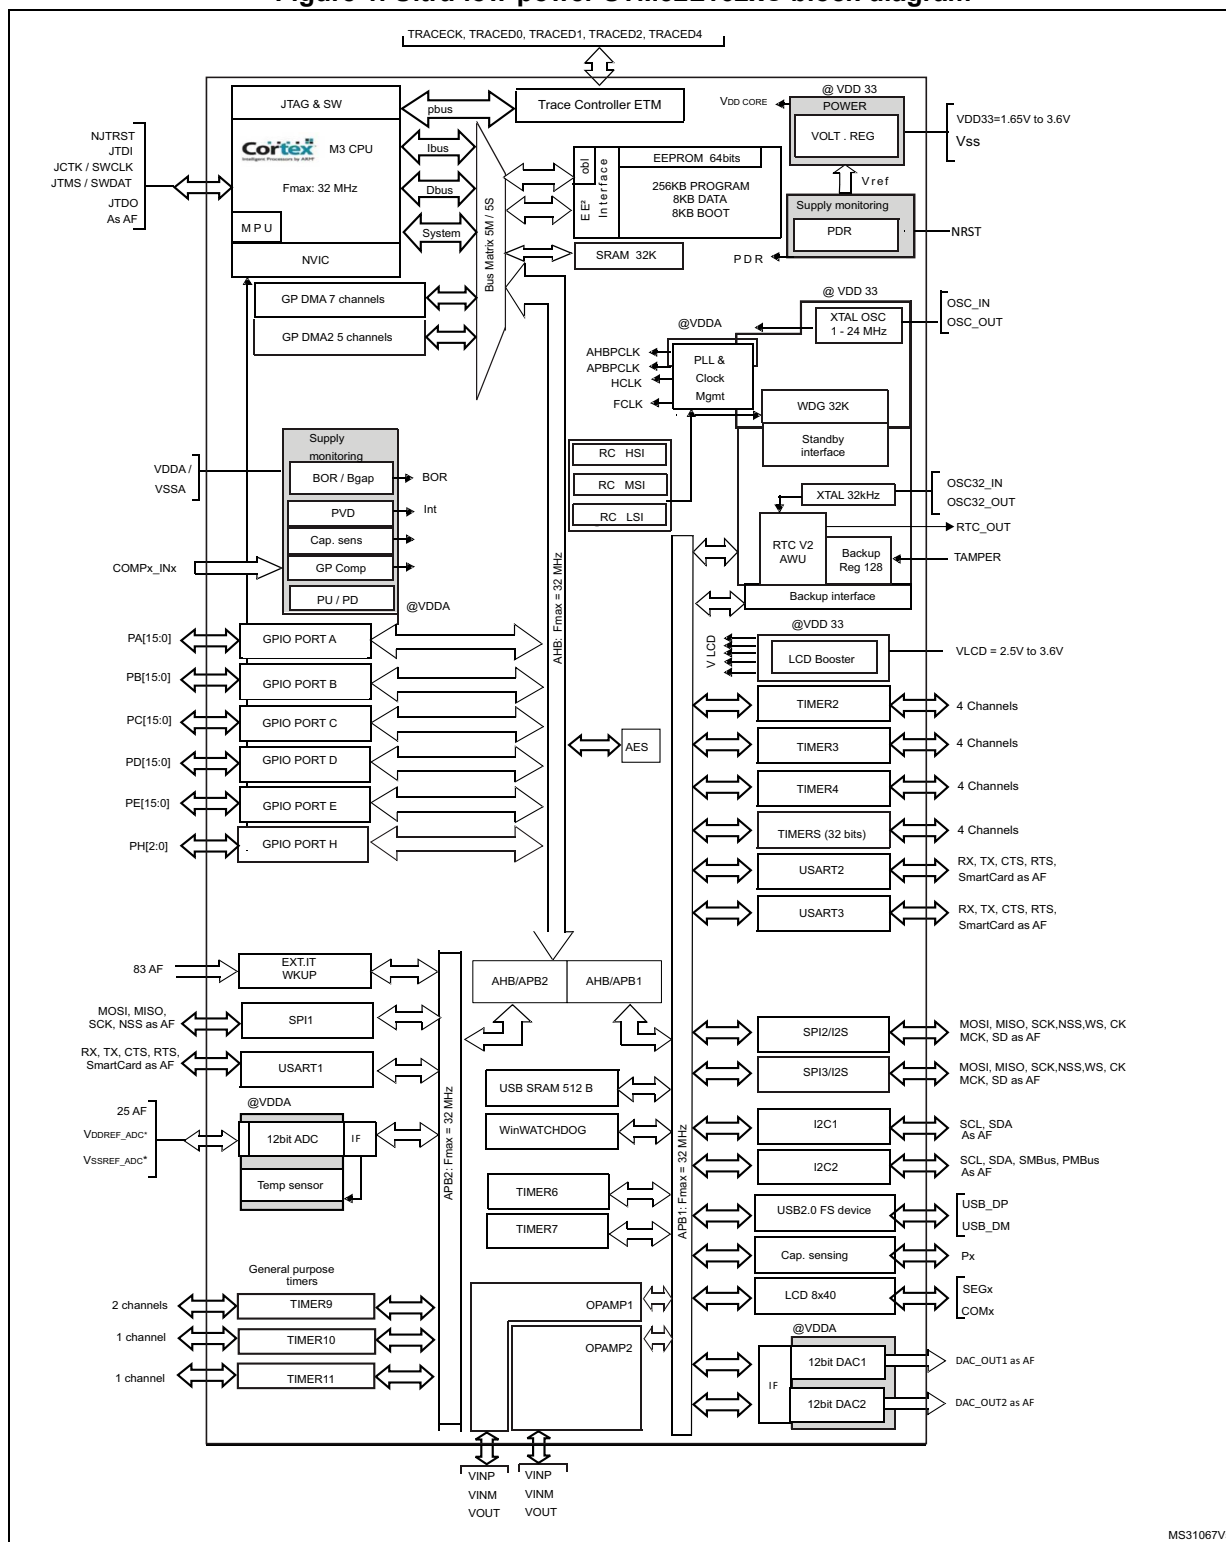 TRACECK, TRACED0, TRACED1, TRACED2, TRACED4
JTAG & SW
pbus
Trace Controller ETM
Cortex
Intelligent Processors by ARM
M3 CPU
Fmax: 32 MHz
MPU
NVIC
Ibus
Dbus
System
NJTRST
JTDI
JCTK / SWCLK
JTMS / SWDAT
JTDO
As AF
Bus Matrix 5M / 5S
obl
EE²
Interface
EEPROM 64bits
256KB PROGRAM
8KB DATA
8KB BOOT
SRAM 32K
VDD CORE
@ VDD 33
POWER
VOLT . REG
VDD33=1.65V to 3.6V
Vss
Vref
Supply monitoring
PDR
NRST
PDR
GP DMA 7 channels
GP DMA2 5 channels
@ VDD 33
XTAL OSC
1 - 24 MHz
OSC_IN
OSC_OUT
@VDDA
AHBPCLK
APBPCLK
HCLK
FCLK
PLL &
Clock
Mgmt
WDG 32K
Standby
interface
RC HSI
RC MSI
RC LSI
XTAL 32kHz
OSC32_IN
OSC32_OUT
RTC V2
AWU
RTC_OUT
Backup
Reg 128
TAMPER
Backup interface
Supply
monitoring
VDDA /
VSSA
BOR / Bgap
BOR
PVD
Int
Cap. sens
COMPx_INx
GP Comp
PU / PD
@VDDA
AHB: Fmax = 32 MHz
PA[15:0]
GPIO PORT A
PB[15:0]
GPIO PORT B
PC[15:0]
GPIO PORT C
PD[15:0]
GPIO PORT D
PE[15:0]
GPIO PORT E
PH[2:0]
GPIO PORT H
AES
@VDD 33
V LCD
LCD Booster
VLCD = 2.5V to 3.6V
TIMER2
4 Channels
TIMER3
4 Channels
TIMER4
4 Channels
TIMERS (32 bits)
4 Channels
USART2
RX, TX, CTS, RTS,
SmartCard as AF
USART3
RX, TX, CTS, RTS,
SmartCard as AF
83 AF
EXT.IT
WKUP
AHB/APB2
AHB/APB1
MOSI, MISO,
SCK, NSS as AF
SPI1
RX, TX, CTS, RTS,
SmartCard as AF
USART1
@VDDA
25 AF
VDDREF_ADC*
VSSREF_ADC*
12bit ADC
IF
Temp sensor
APB2: Fmax = 32 MHz
USB SRAM 512 B
WinWATCHDOG
TIMER6
TIMER7
APB1: Fmax = 32 MHz
SPI2/I2S
MOSI, MISO, SCK,NSS,WS, CK
MCK, SD as AF
SPI3/I2S
MOSI, MISO, SCK,NSS,WS, CK
MCK, SD as AF
I2C1
SCL, SDA
As AF
I2C2
SCL, SDA, SMBus, PMBus
As AF
USB2.0 FS device
USB_DP
USB_DM
Cap. sensing
Px
LCD 8x40
SEGx
COMx
General purpose
timers
2 channels
TIMER9
1 channel
TIMER10
1 channel
TIMER11
OPAMP1
OPAMP2
@VDDA
IF
12bit DAC1
DAC_OUT1 as AF
12bit DAC2
DAC_OUT2 as AF
VINP
VINM
VOUT
VINP
VINM
VOUT
MS31067V